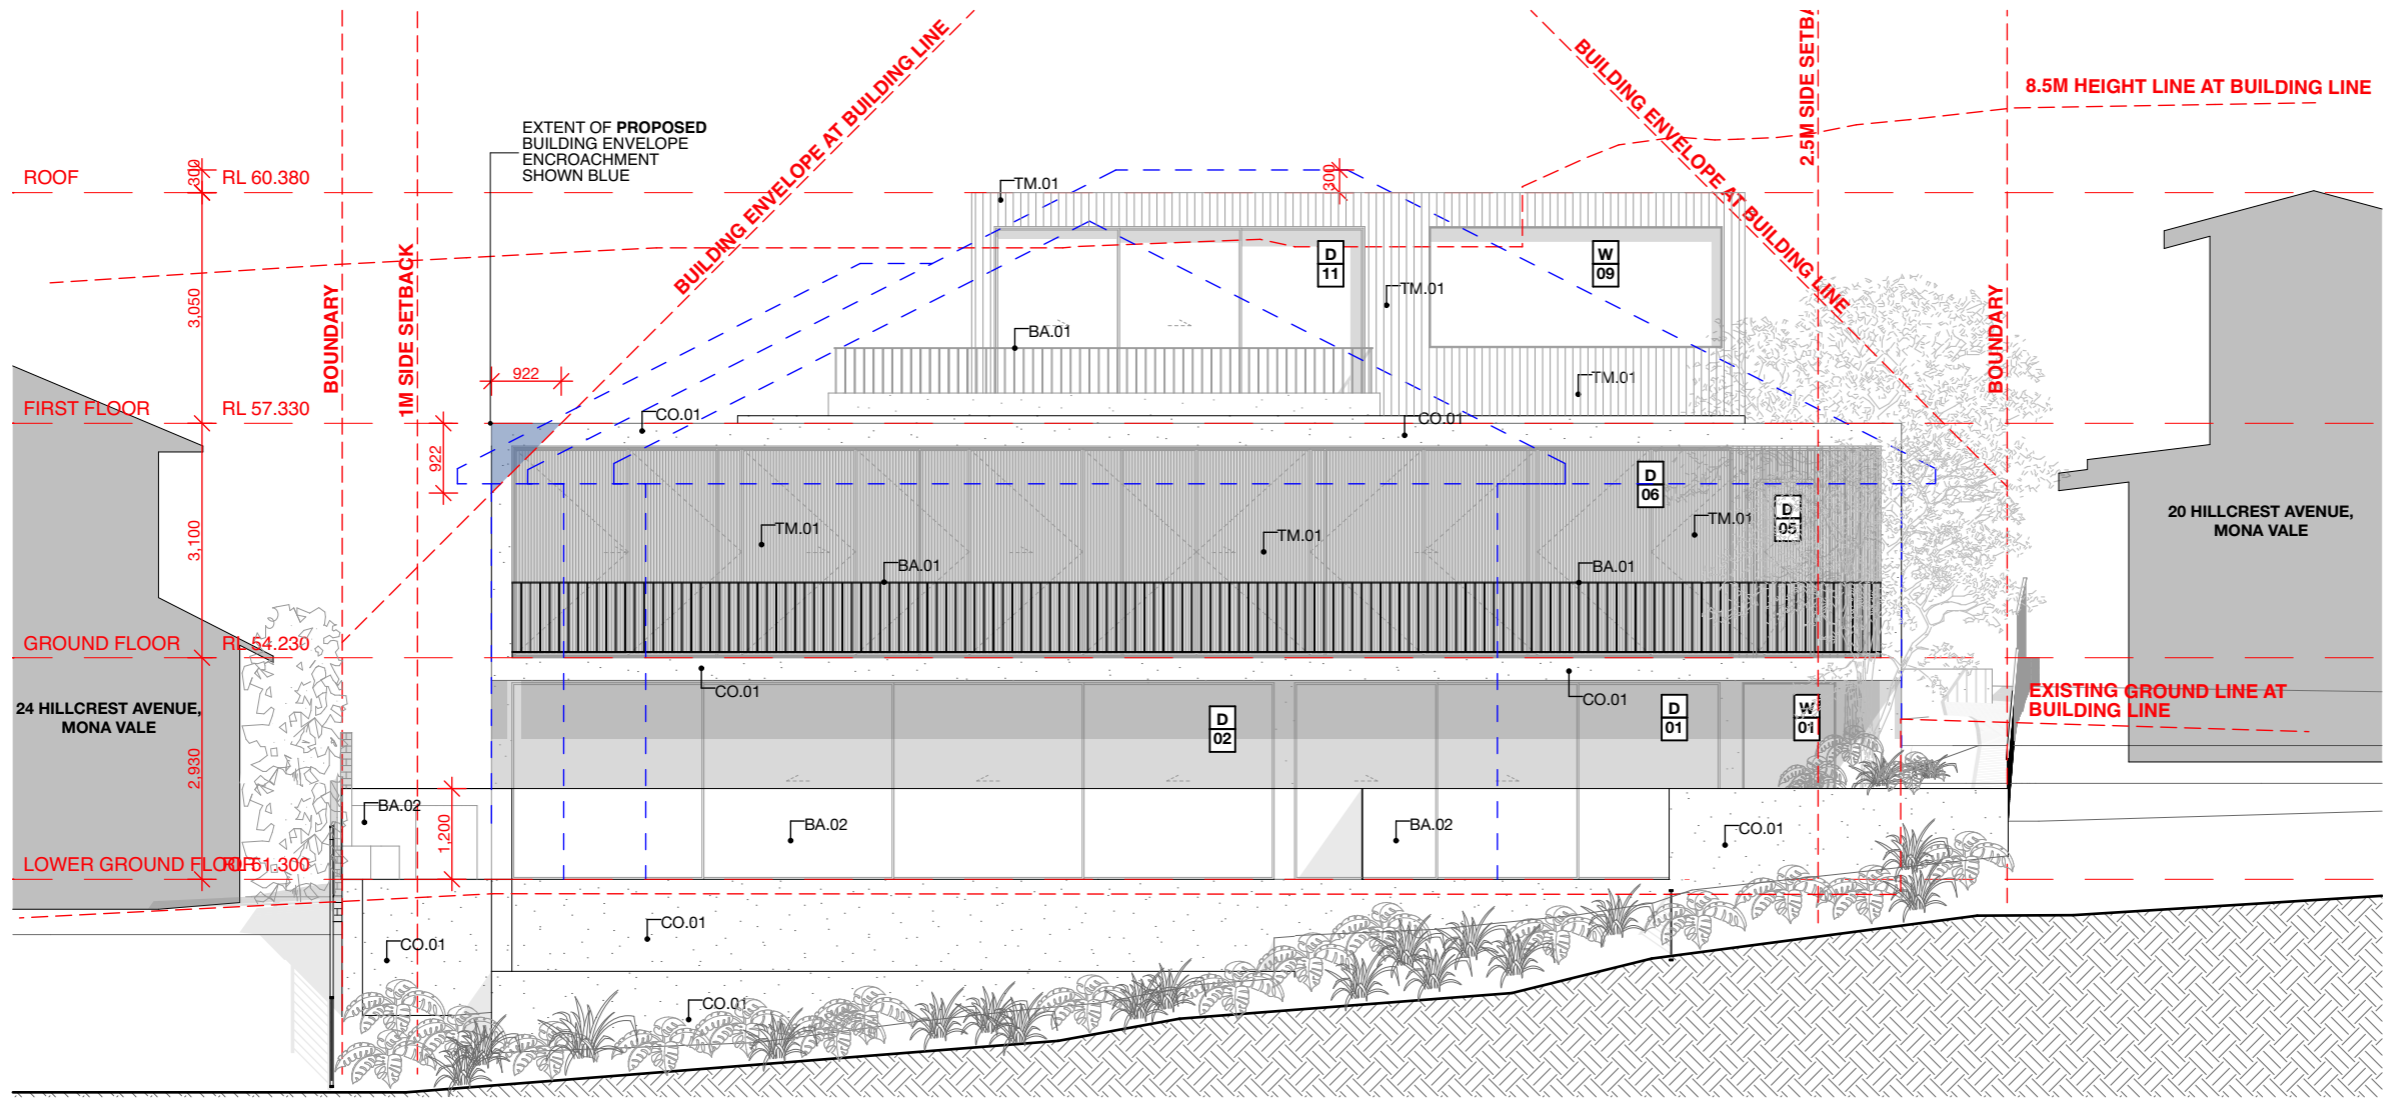 BUILDING ENVELOPE AT BUILDING LINE
BUILDING ENVELOPE AT BUILDING LINE
2.5M SIDE SETBA
8.5M HEIGHT LINE AT BUILDING LINE
EXTENT OF PROPOSED
BUILDING ENVELOPE
ENCROACHMENT
SHOWN BLUE
ROOF
300
RL 60.380
TM.01
300
3,050
BOUNDARY
1M SIDE SETBACK
D
11
W
09
TM.01
BOUNDARY
BA.01
922
TM.01
FIRST FLOOR
RL 57.330
CO.01
CO.01
922
D
06
D
05
3,100
TM.01
TM.01
TM.01
20 HILLCREST AVENUE,
MONA VALE
BA.01
BA.01
GROUND FLOOR
RL 54.230
CO.01
CO.01
24 HILLCREST AVENUE,
MONA VALE
D
02
D
01
W
01
EXISTING GROUND LINE AT
BUILDING LINE
2,930
BA.02
1,200
BA.02
BA.02
CO.01
LOWER GROUND FLOOR
51.300
CO.01
CO.01
CO.01